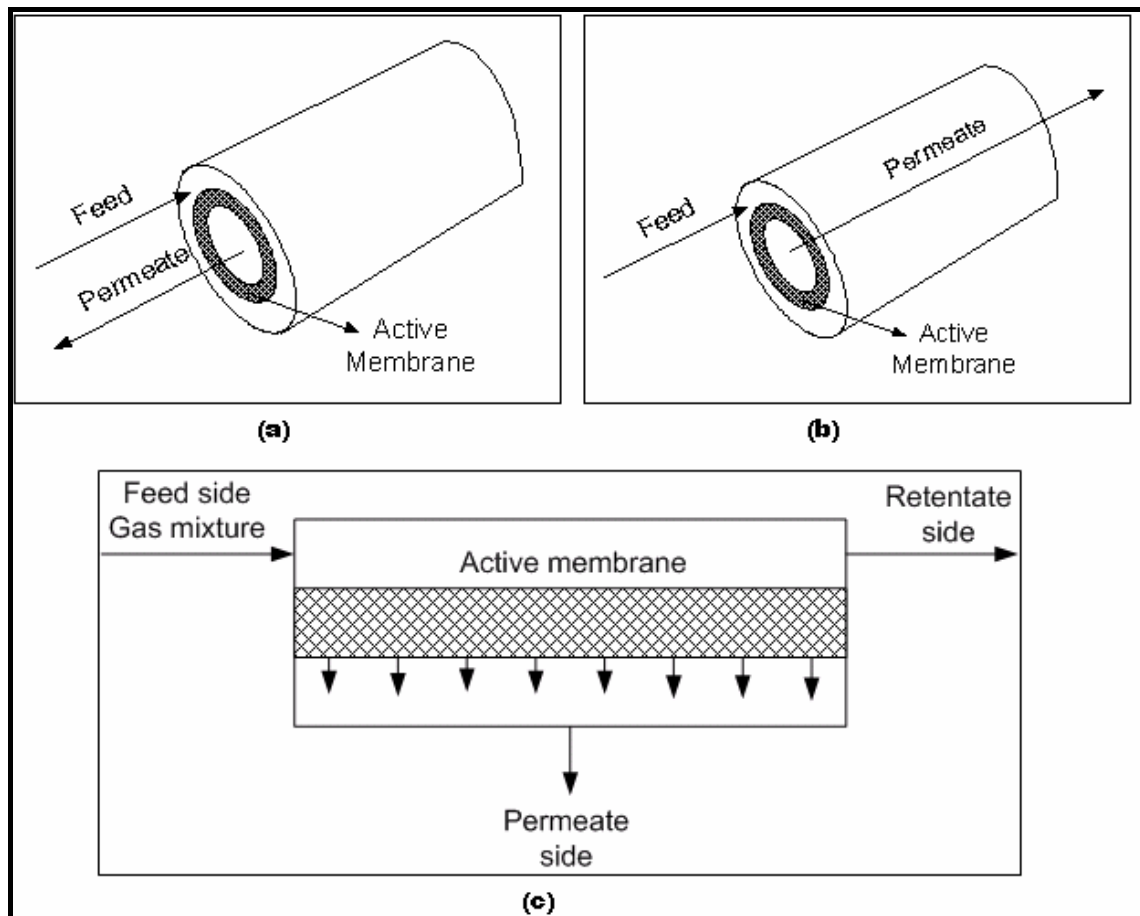 Feed
Permeate
Active
Membrane
(a)
Permeate
Feed
Active
Membrane
(b)
Feed side
Gas mixture
Retentate
side
Active membrane
Permeate
side
(c)